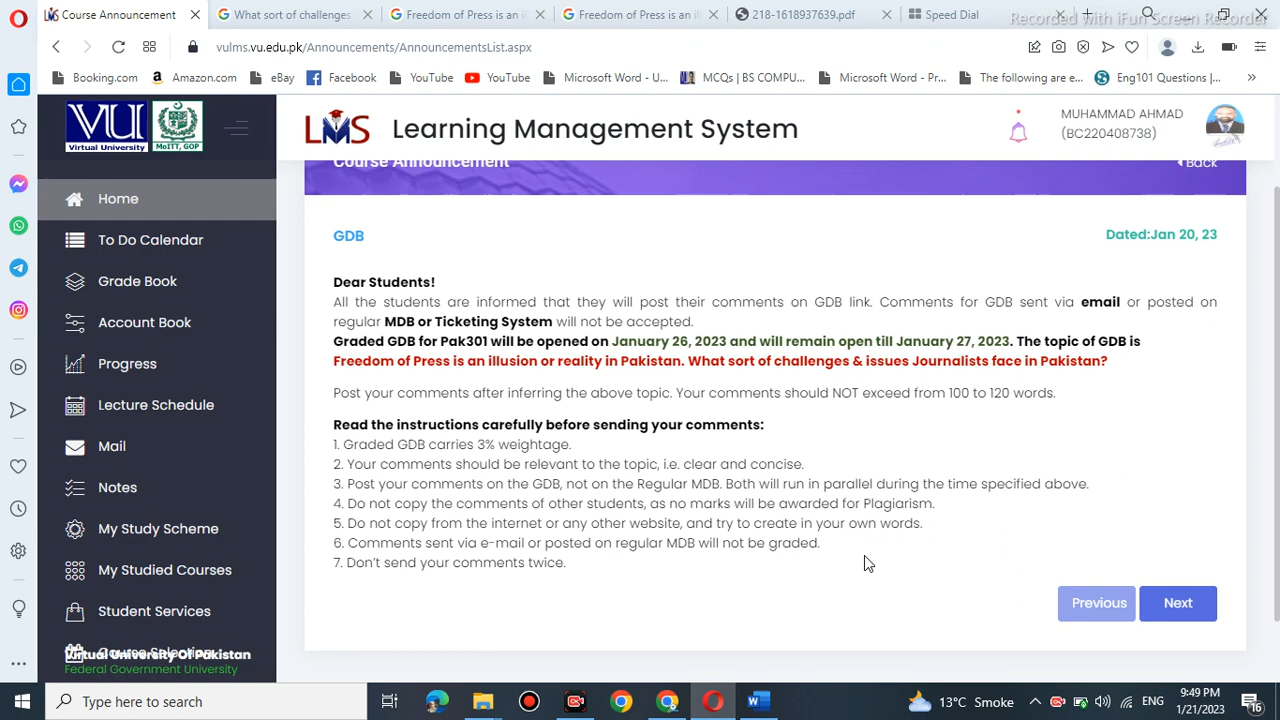 Course Announcement
What sort of challenges
Freedom of Press is an i
Freedom of Press is an i
218-1618937639.pdf
Speed Dial
Recorded with iFun Screen Recorder
vulms.vu.edu.pk/Announcements/AnnouncementsList.aspx
Booking.com
Amazon.com
eBay
Facebook
YouTube
YouTube
Microsoft Word - U...
MCQs | BS COMPU...
Microsoft Word - Pr...
The following are e...
Eng101 Questions |...
VU
Virtual University
MoITT, GOP
LMS
Learning Management System
MUHAMMAD AHMAD
(BC220408738)
Course Announcement
Back
Home
To Do Calendar
Grade Book
Account Book
Progress
Lecture Schedule
Mail
Notes
My Study Scheme
My Studied Courses
Student Services
Course Selection
Virtual University Of Pakistan
Federal Government University
GDB
Dated:Jan 20, 23
Dear Students!
All the students are informed that they will post their comments on GDB link. Comments for GDB sent via email or posted on
regular MDB or Ticketing System will not be accepted.
Graded GDB for Pak301 will be opened on January 26, 2023 and will remain open till January 27, 2023. The topic of GDB is
Freedom of Press is an illusion or reality in Pakistan. What sort of challenges & issues Journalists face in Pakistan?
Post your comments after inferring the above topic. Your comments should NOT exceed from 100 to 120 words.
Read the instructions carefully before sending your comments:
1. Graded GDB carries 3% weightage.
2. Your comments should be relevant to the topic, i.e. clear and concise.
3. Post your comments on the GDB, not on the Regular MDB. Both will run in parallel during the time specified above.
4. Do not copy the comments of other students, as no marks will be awarded for Plagiarism.
5. Do not copy from the internet or any other website, and try to create in your own words.
6. Comments sent via e-mail or posted on regular MDB will not be graded.
7. Don't send your comments twice.
Previous
Next
Type here to search
13°C Smoke
ENG
9:49 PM
1/21/2023
16